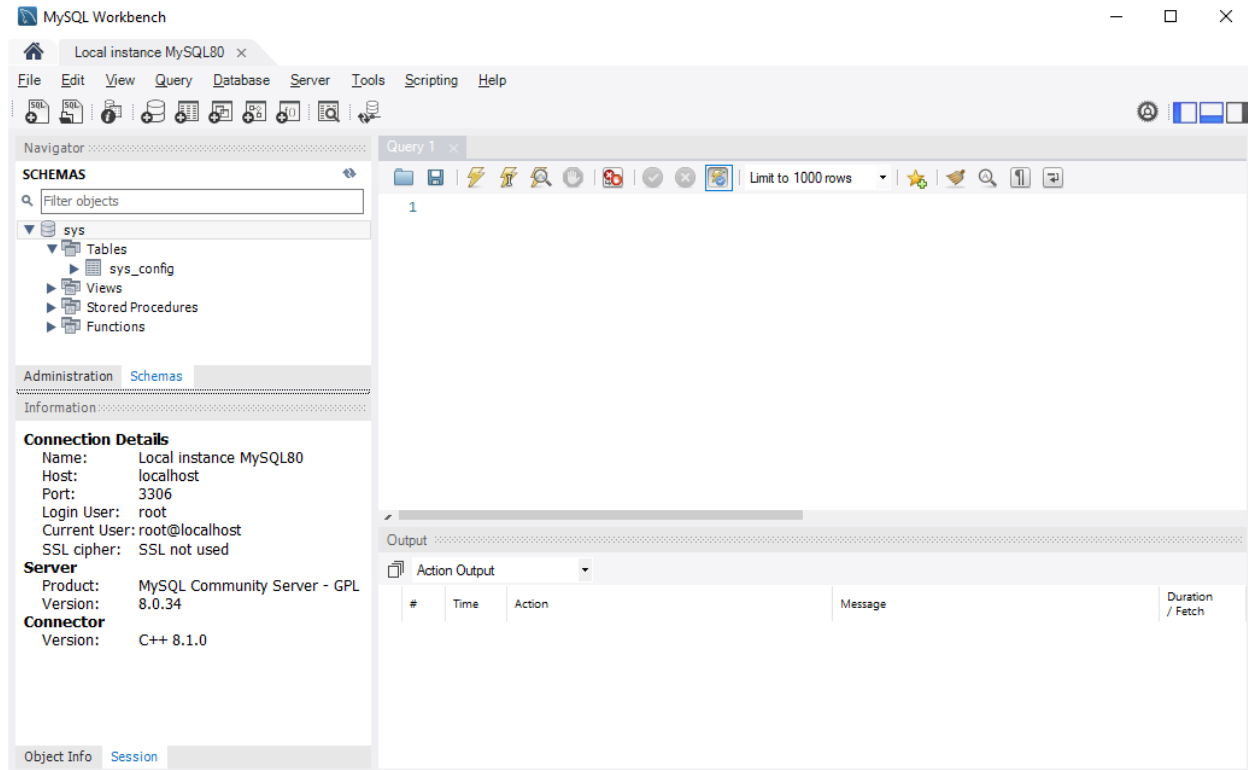 MySQL Workbench
Local instance MySQL80
File Edit View Query Database Server Tools Scripting Help
SQL SQL
Navigator
SCHEMAS
Filter objects
sys
Tables
sys_config
Views
Stored Procedures
Functions
Administration Schemas
Information
Connection Details
Name: Local instance MySQL80
Host: localhost
Port: 3306
Login User: root
Current User: root@localhost
SSL cipher: SSL not used
Server
Product: MySQL Community Server - GPL
Version: 8.0.34
Connector
Version: C++ 8.1.0
Object Info Session
Query 1
Limit to 1000 rows
1
Output
Action Output
# Time Action Message Duration / Fetch